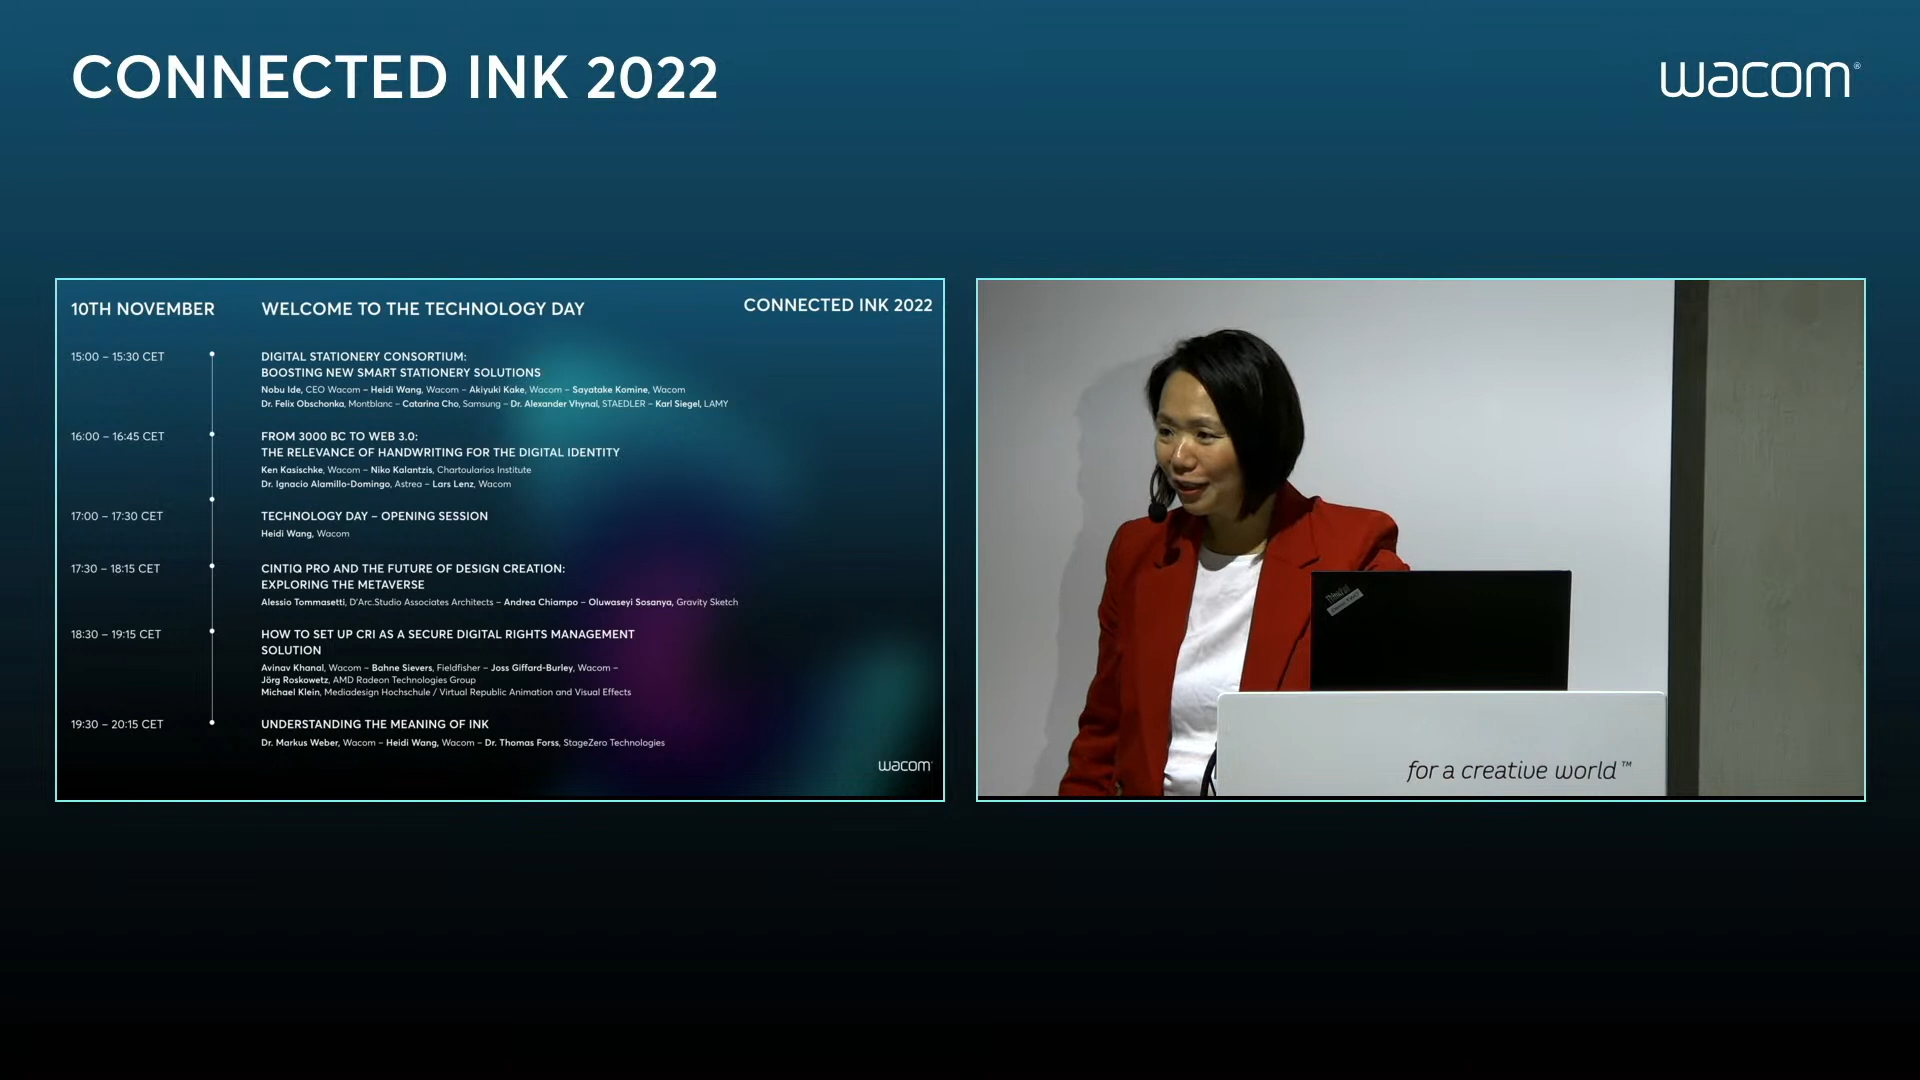 CONNECTED INK 2022
wacom®
10TH NOVEMBER
WELCOME TO THE TECHNOLOGY DAY
CONNECTED INK 2022
15:00 – 15:30 CET
DIGITAL STATIONERY CONSORTIUM:
BOOSTING NEW SMART STATIONERY SOLUTIONS
Nobu Ide, CEO Wacom – Heidi Wang, Wacom – Akiyuki Kake, Wacom – Sayatake Komine, Wacom
Dr. Felix Obschonka, Montblanc – Catarina Cho, Samsung – Dr. Alexander Vhynal, STAEDLER – Karl Siegel, LAMY
16:00 – 16:45 CET
FROM 3000 BC TO WEB 3.0:
THE RELEVANCE OF HANDWRITING FOR THE DIGITAL IDENTITY
Ken Kasischke, Wacom – Niko Kalantzis, Chartoularios Institute
Dr. Ignacio Alamillo-Domingo, Astrea – Lars Lenz, Wacom
17:00 – 17:30 CET
TECHNOLOGY DAY – OPENING SESSION
Heidi Wang, Wacom
17:30 – 18:15 CET
CINTIQ PRO AND THE FUTURE OF DESIGN CREATION:
EXPLORING THE METAVERSE
Alessio Tommasetti, D'Arc.Studio Associates Architects – Andrea Chiampo – Oluwaseyi Sosanya, Gravity Sketch
18:30 – 19:15 CET
HOW TO SET UP CRI AS A SECURE DIGITAL RIGHTS MANAGEMENT
SOLUTION
Avinav Khanal, Wacom – Bahne Sievers, Fieldfisher – Joss Giffard-Burley, Wacom –
Jörg Roskowetz, AMD Radeon Technologies Group
Michael Klein, Mediadesign Hochschule / Virtual Republic Animation and Visual Effects
19:30 – 20:15 CET
UNDERSTANDING THE MEANING OF INK
Dr. Markus Weber, Wacom – Heidi Wang, Wacom – Dr. Thomas Forss, StageZero Technologies
wacom
ThinkPad
for a creative world™